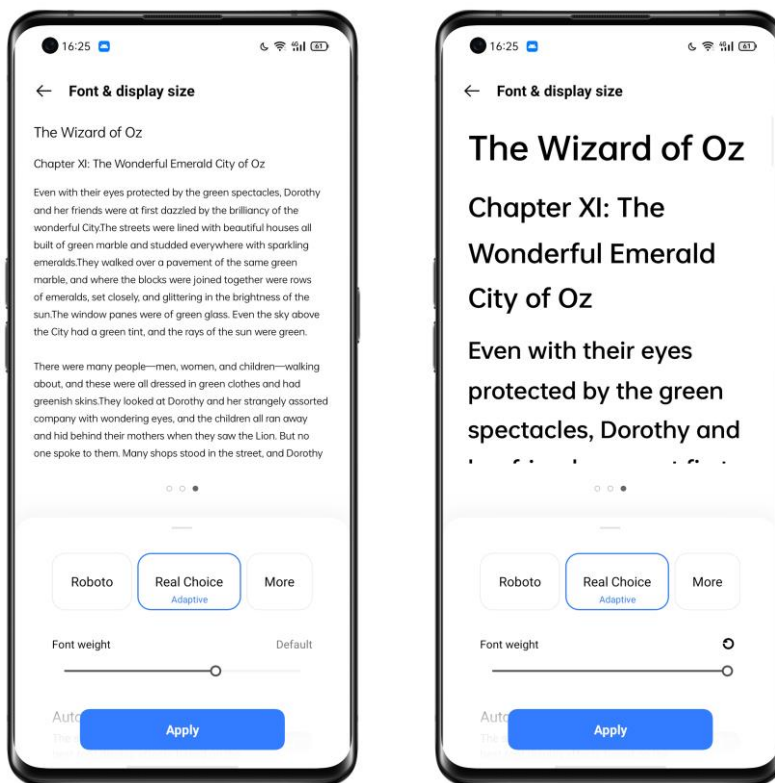 16:25
61
Font & display size
The Wizard of Oz
Chapter XI: The Wonderful Emerald City of Oz
Even with their eyes protected by the green spectacles, Dorothy
and her friends were at first dazzled by the brilliancy of the
wonderful City.The streets were lined with beautiful houses all
built of green marble and studded everywhere with sparkling
emeralds.They walked over a pavement of the same green
marble, and where the blocks were joined together were rows
of emeralds, set closely, and glittering in the brightness of the
sun.The window panes were of green glass. Even the sky above
the City had a green tint, and the rays of the sun were green.
There were many people—men, women, and children—walking
about, and these were all dressed in green clothes and had
greenish skins.They looked at Dorothy and her strangely assorted
company with wondering eyes, and the children all ran away
and hid behind their mothers when they saw the Lion. But no
one spoke to them. Many shops stood in the street, and Dorothy
Roboto
Real Choice
Adaptive
More
Font weight
Default
Apply
16:25
61
Font & display size
The Wizard of Oz
Chapter XI: The
Wonderful Emerald
City of Oz
Even with their eyes
protected by the green
spectacles, Dorothy and
Roboto
Real Choice
Adaptive
More
Font weight
Apply